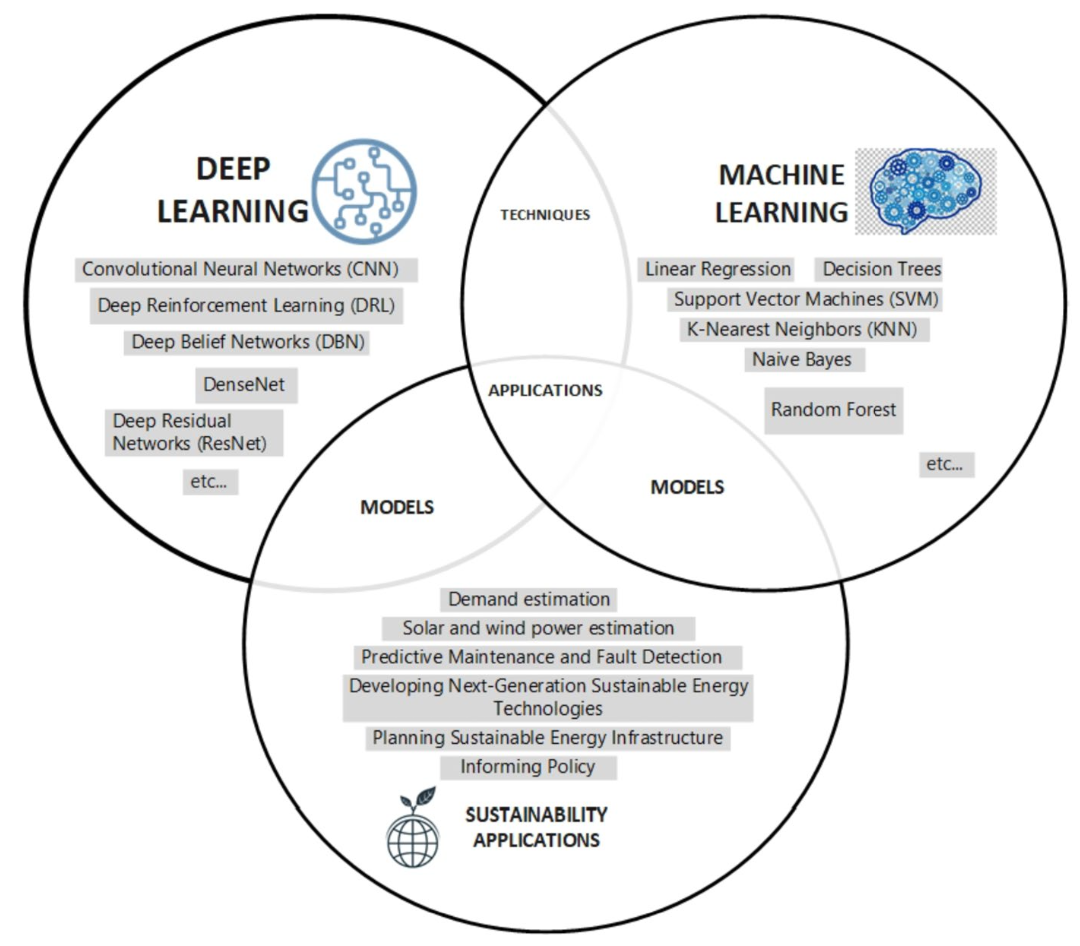 DEEP
LEARNING
Convolutional Neural Networks (CNN)
Deep Reinforcement Learning (DRL)
Deep Belief Networks (DBN)
DenseNet
Deep Residual
Networks (ResNet)
etc...
TECHNIQUES
MACHINE
LEARNING
Linear Regression Decision Trees
Support Vector Machines (SVM)
K-Nearest Neighbors (KNN)
Naive Bayes
Random Forest
etc...
APPLICATIONS
MODELS
MODELS
Demand estimation
Solar and wind power estimation
Predictive Maintenance and Fault Detection
Developing Next-Generation Sustainable Energy
Technologies
Planning Sustainable Energy Infrastructure
Informing Policy
SUSTAINABILITY
APPLICATIONS